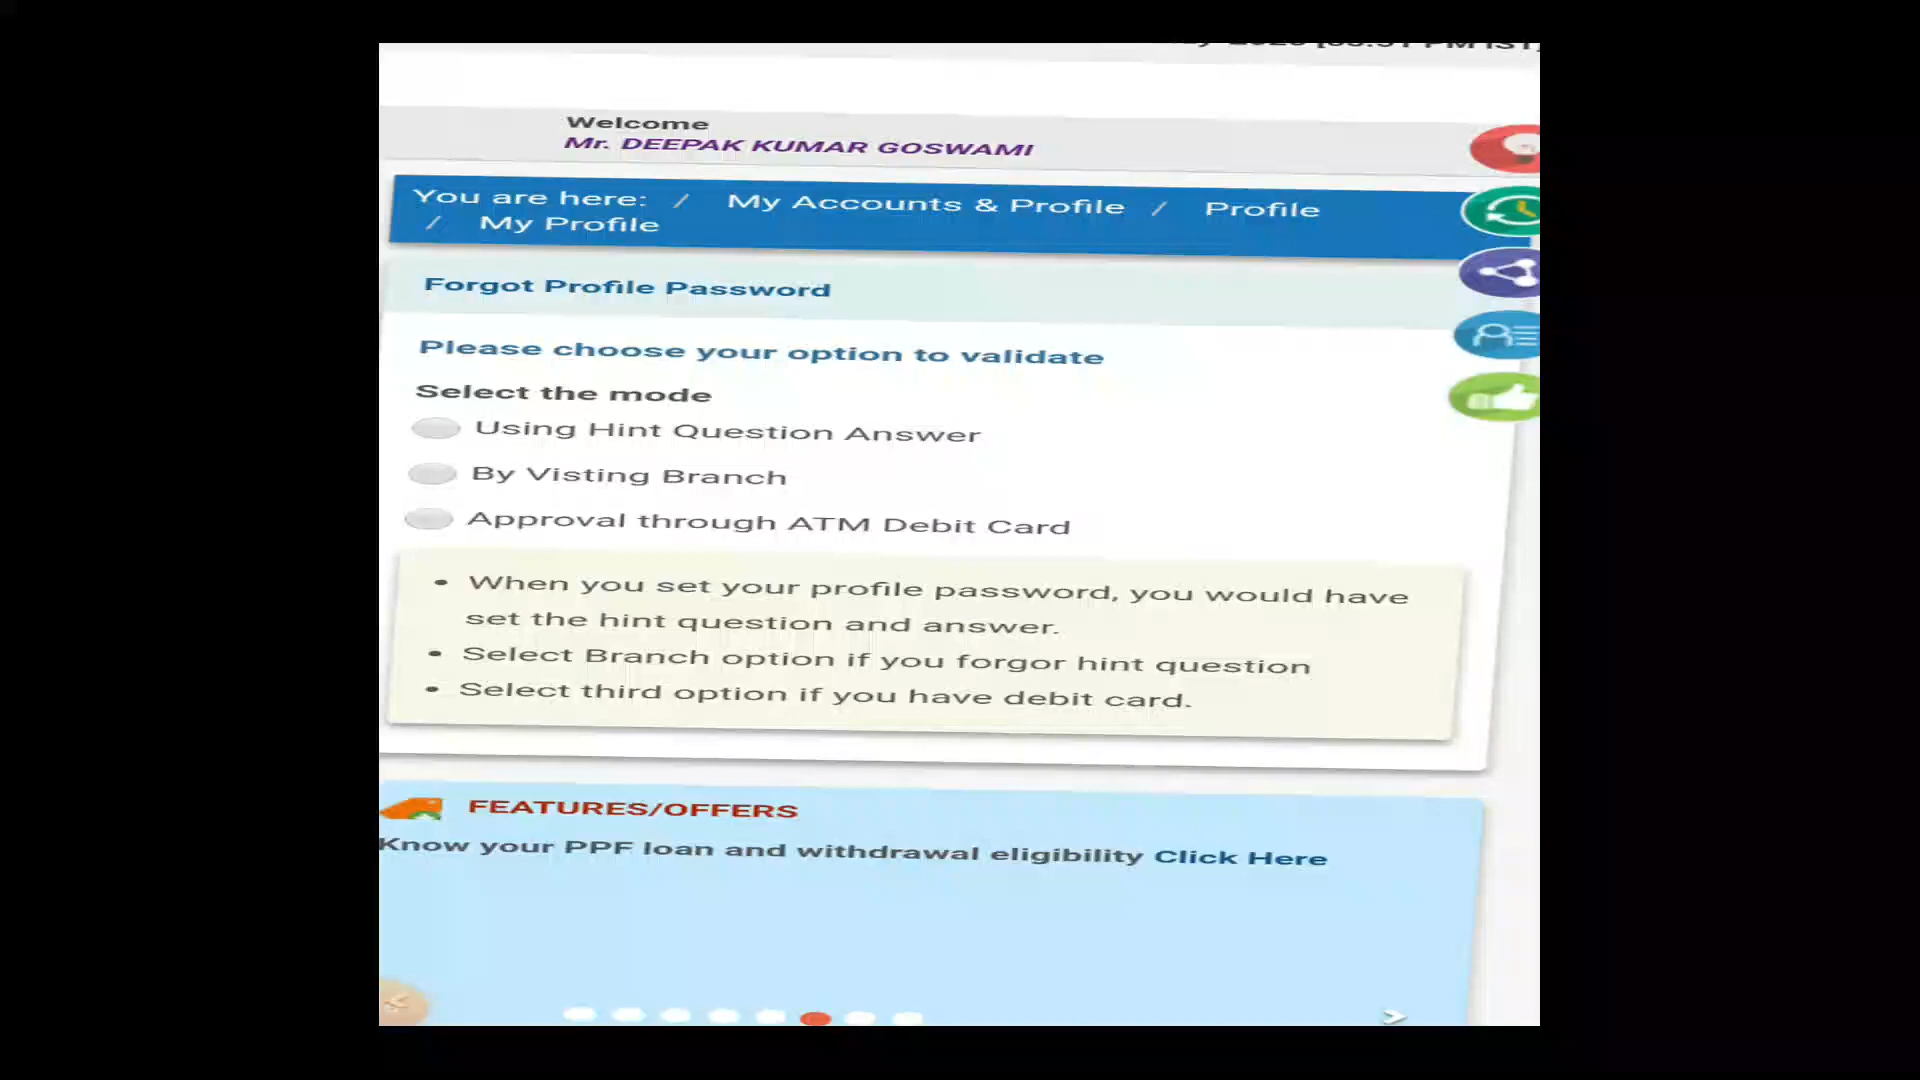 Welcome
Mr. DEEPAK KUMAR GOSWAMI
You are here: / My Accounts & Profile / Profile
/ My Profile
Forgot Profile Password
Please choose your option to validate
Select the mode
Using Hint Question Answer
By Visting Branch
Approval through ATM Debit Card
• When you set your profile password, you would have
set the hint question and answer.
• Select Branch option if you forgor hint question
• Select third option if you have debit card.
FEATURES/OFFERS
Know your PPF loan and withdrawal eligibility Click Here